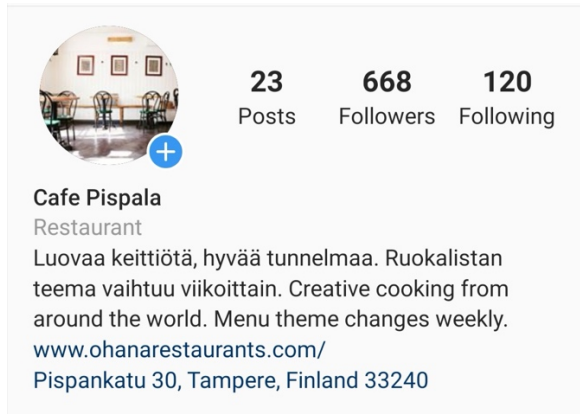 23 668 120
Posts Followers Following
Cafe Pispala
Restaurant
Luovaa keittiötä, hyvää tunnelmaa. Ruokalistan
teema vaihtuu viikoittain. Creative cooking from
around the world. Menu theme changes weekly.
www.ohanarestaurants.com/
Pispankatu 30, Tampere, Finland 33240